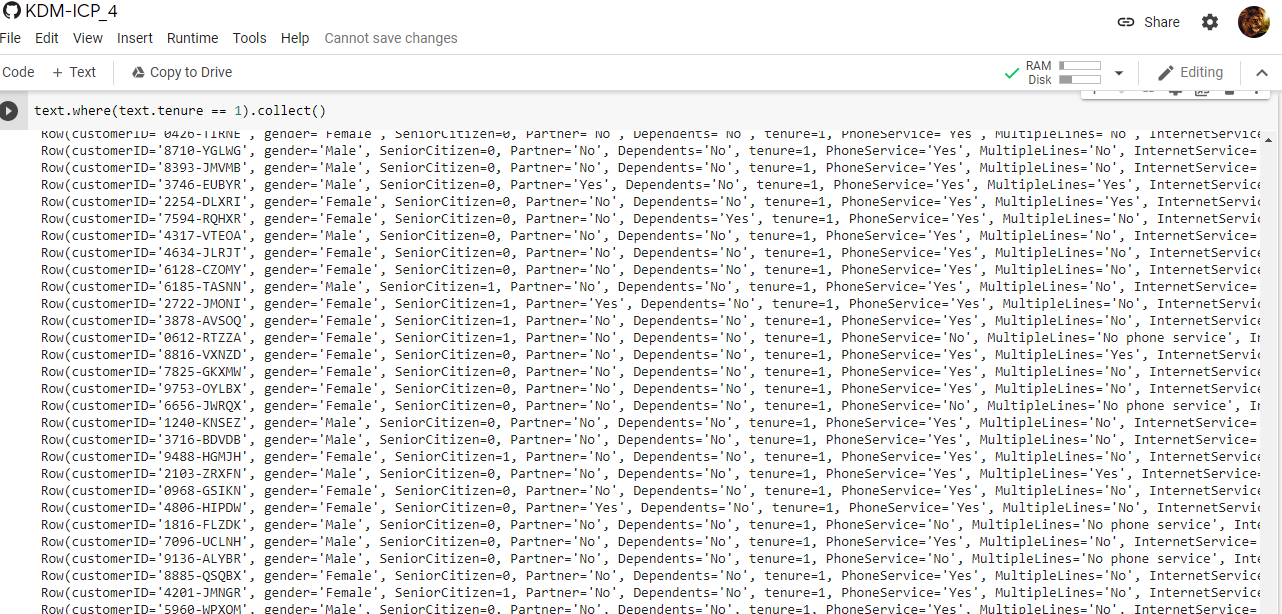 KDM-ICP_4
Share
File Edit View Insert Runtime Tools Help Cannot save changes
Code + Text Copy to Drive
RAM
Disk
Editing
text.where(text.tenure == 1).collect()
Row(customerID='0426-TIRNE', gender='Female', SeniorCitizen=0, Partner='No', Dependents='No', tenure=1, PhoneService='Yes', MultipleLines='No', InternetService
Row(customerID='8710-YGLWG', gender='Male', SeniorCitizen=0, Partner='No', Dependents='No', tenure=1, PhoneService='Yes', MultipleLines='No', InternetService=
Row(customerID='8393-JMVMB', gender='Male', SeniorCitizen=0, Partner='No', Dependents='No', tenure=1, PhoneService='Yes', MultipleLines='No', InternetService=
Row(customerID='3746-EUBYR', gender='Male', SeniorCitizen=0, Partner='Yes', Dependents='No', tenure=1, PhoneService='Yes', MultipleLines='Yes', InternetService
Row(customerID='2254-DLXRI', gender='Female', SeniorCitizen=0, Partner='No', Dependents='No', tenure=1, PhoneService='Yes', MultipleLines='Yes', InternetServic
Row(customerID='7594-RQHXR', gender='Female', SeniorCitizen=0, Partner='No', Dependents='Yes', tenure=1, PhoneService='Yes', MultipleLines='No', InternetServic
Row(customerID='4317-VTEOA', gender='Male', SeniorCitizen=0, Partner='No', Dependents='No', tenure=1, PhoneService='Yes', MultipleLines='No', InternetService=
Row(customerID='4634-JLRJT', gender='Female', SeniorCitizen=0, Partner='No', Dependents='No', tenure=1, PhoneService='Yes', MultipleLines='No', InternetService
Row(customerID='6128-CZOMY', gender='Female', SeniorCitizen=0, Partner='No', Dependents='No', tenure=1, PhoneService='Yes', MultipleLines='No', InternetService
Row(customerID='6185-TASNN', gender='Male', SeniorCitizen=1, Partner='No', Dependents='No', tenure=1, PhoneService='Yes', MultipleLines='No', InternetService=
Row(customerID='2722-JMONI', gender='Female', SeniorCitizen=1, Partner='Yes', Dependents='No', tenure=1, PhoneService='Yes', MultipleLines='No', InternetServic
Row(customerID='3878-AVSOQ', gender='Female', SeniorCitizen=1, Partner='No', Dependents='No', tenure=1, PhoneService='Yes', MultipleLines='No', InternetService
Row(customerID='0612-RTZZA', gender='Female', SeniorCitizen=1, Partner='No', Dependents='No', tenure=1, PhoneService='No', MultipleLines='No phone service', In
Row(customerID='8816-VXNZD', gender='Female', SeniorCitizen=0, Partner='No', Dependents='No', tenure=1, PhoneService='Yes', MultipleLines='Yes', InternetServic
Row(customerID='7825-GKXMW', gender='Female', SeniorCitizen=0, Partner='No', Dependents='No', tenure=1, PhoneService='Yes', MultipleLines='No', InternetService
Row(customerID='9753-OYLBX', gender='Female', SeniorCitizen=0, Partner='No', Dependents='No', tenure=1, PhoneService='Yes', MultipleLines='No', InternetService
Row(customerID='6656-JWRQX', gender='Female', SeniorCitizen=0, Partner='No', Dependents='No', tenure=1, PhoneService='No', MultipleLines='No phone service', In
Row(customerID='1240-KNSEZ', gender='Male', SeniorCitizen=0, Partner='No', Dependents='No', tenure=1, PhoneService='Yes', MultipleLines='No', InternetService=
Row(customerID='3716-BDVDB', gender='Male', SeniorCitizen=0, Partner='No', Dependents='No', tenure=1, PhoneService='Yes', MultipleLines='No', InternetService=
Row(customerID='9488-HGMJH', gender='Female', SeniorCitizen=1, Partner='No', Dependents='No', tenure=1, PhoneService='Yes', MultipleLines='No', InternetService
Row(customerID='2103-ZRXFN', gender='Male', SeniorCitizen=0, Partner='No', Dependents='No', tenure=1, PhoneService='Yes', MultipleLines='Yes', InternetService=
Row(customerID='0968-GSIKN', gender='Female', SeniorCitizen=0, Partner='No', Dependents='No', tenure=1, PhoneService='Yes', MultipleLines='No', InternetService
Row(customerID='4806-HIPDW', gender='Female', SeniorCitizen=0, Partner='Yes', Dependents='No', tenure=1, PhoneService='Yes', MultipleLines='No', InternetServic
Row(customerID='1816-FLZDK', gender='Male', SeniorCitizen=0, Partner='No', Dependents='No', tenure=1, PhoneService='No', MultipleLines='No phone service', Inte
Row(customerID='7096-UCLNH', gender='Male', SeniorCitizen=0, Partner='No', Dependents='No', tenure=1, PhoneService='Yes', MultipleLines='No', InternetService=
Row(customerID='9136-ALYBR', gender='Male', SeniorCitizen=0, Partner='No', Dependents='No', tenure=1, PhoneService='No', MultipleLines='No phone service', Inte
Row(customerID='8885-QSQBX', gender='Female', SeniorCitizen=0, Partner='No', Dependents='No', tenure=1, PhoneService='Yes', MultipleLines='No', InternetService
Row(customerID='4201-JMNGR', gender='Female', SeniorCitizen=1, Partner='No', Dependents='No', tenure=1, PhoneService='Yes', MultipleLines='No', InternetService
Row(customerID='5960-WPXOM', gender='Male', SeniorCitizen=0, Partner='No', Dependents='No', tenure=1, PhoneService='Yes', MultipleLines='No', InternetService=